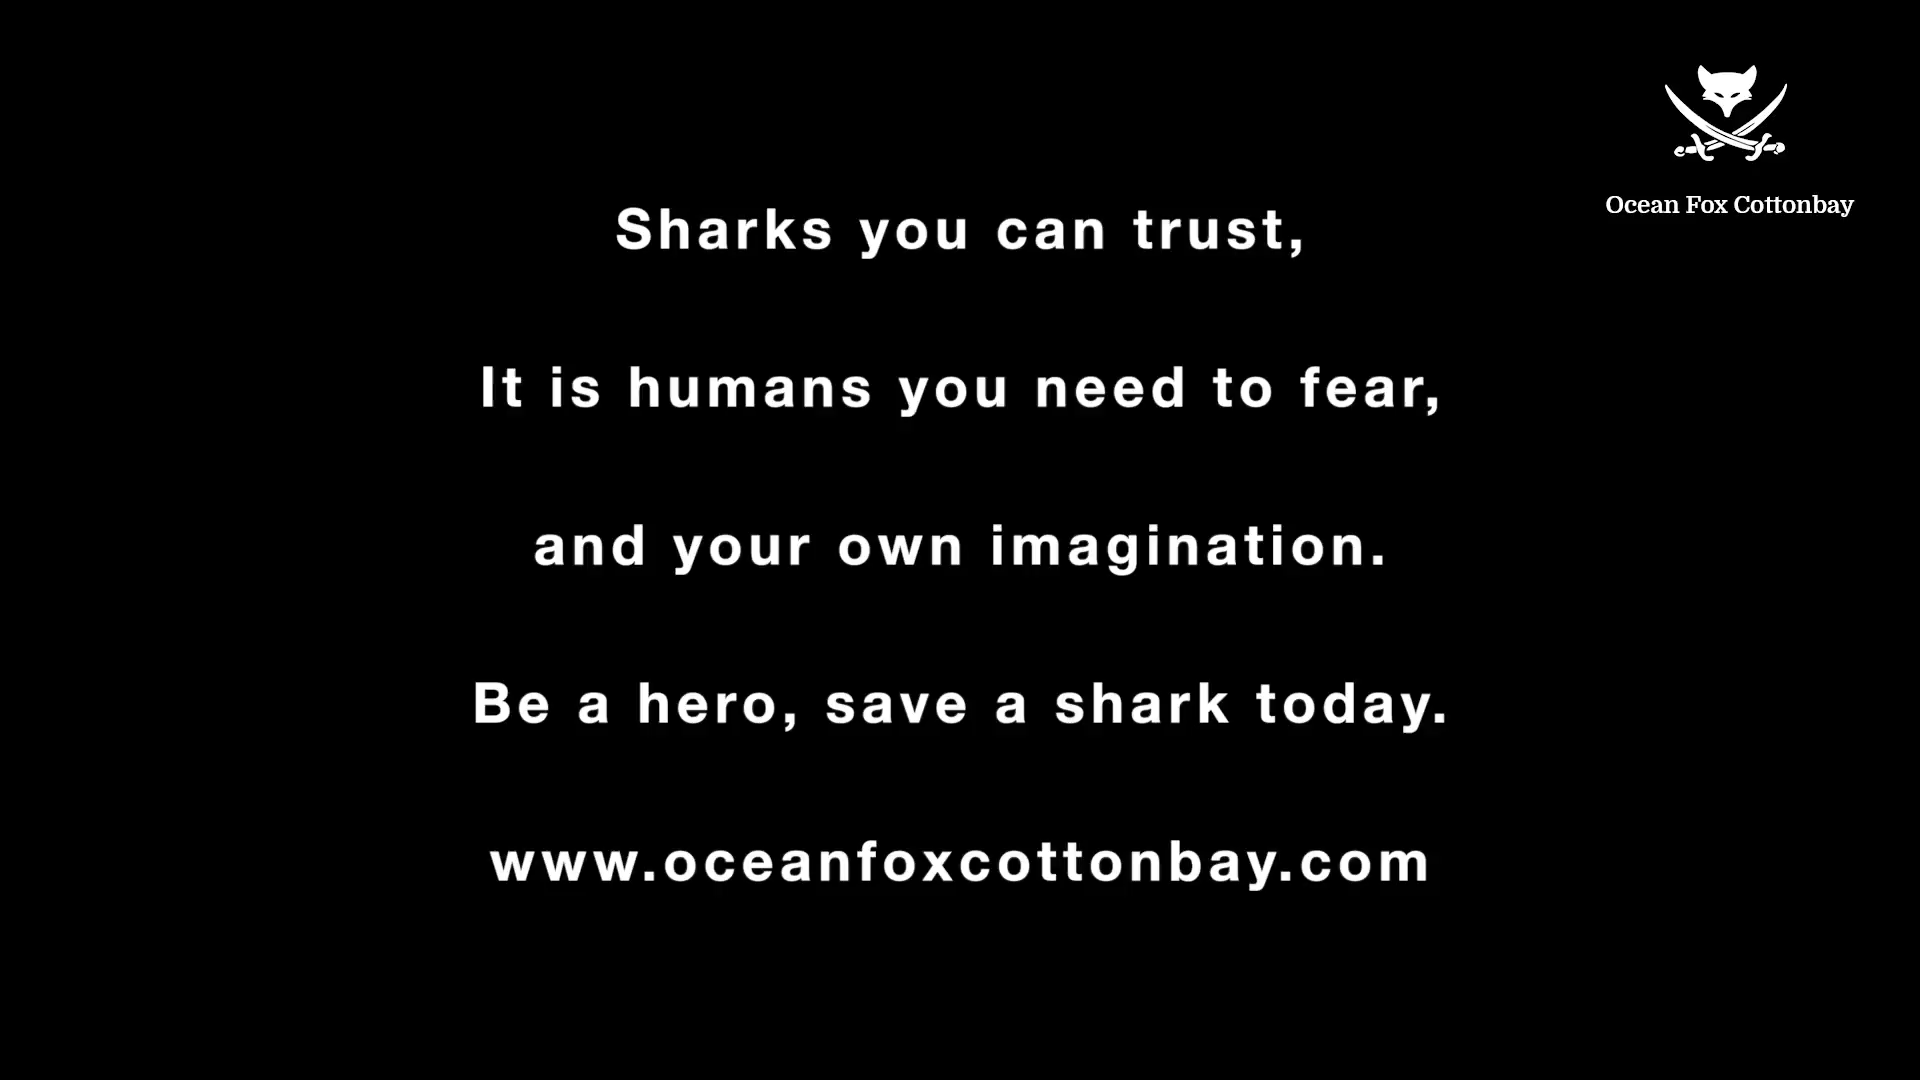 Ocean Fox Cottonbay
Sharks you can trust,
It is humans you need to fear,
and your own imagination.
Be a hero, save a shark today.
www.oceanfoxcottonbay.com